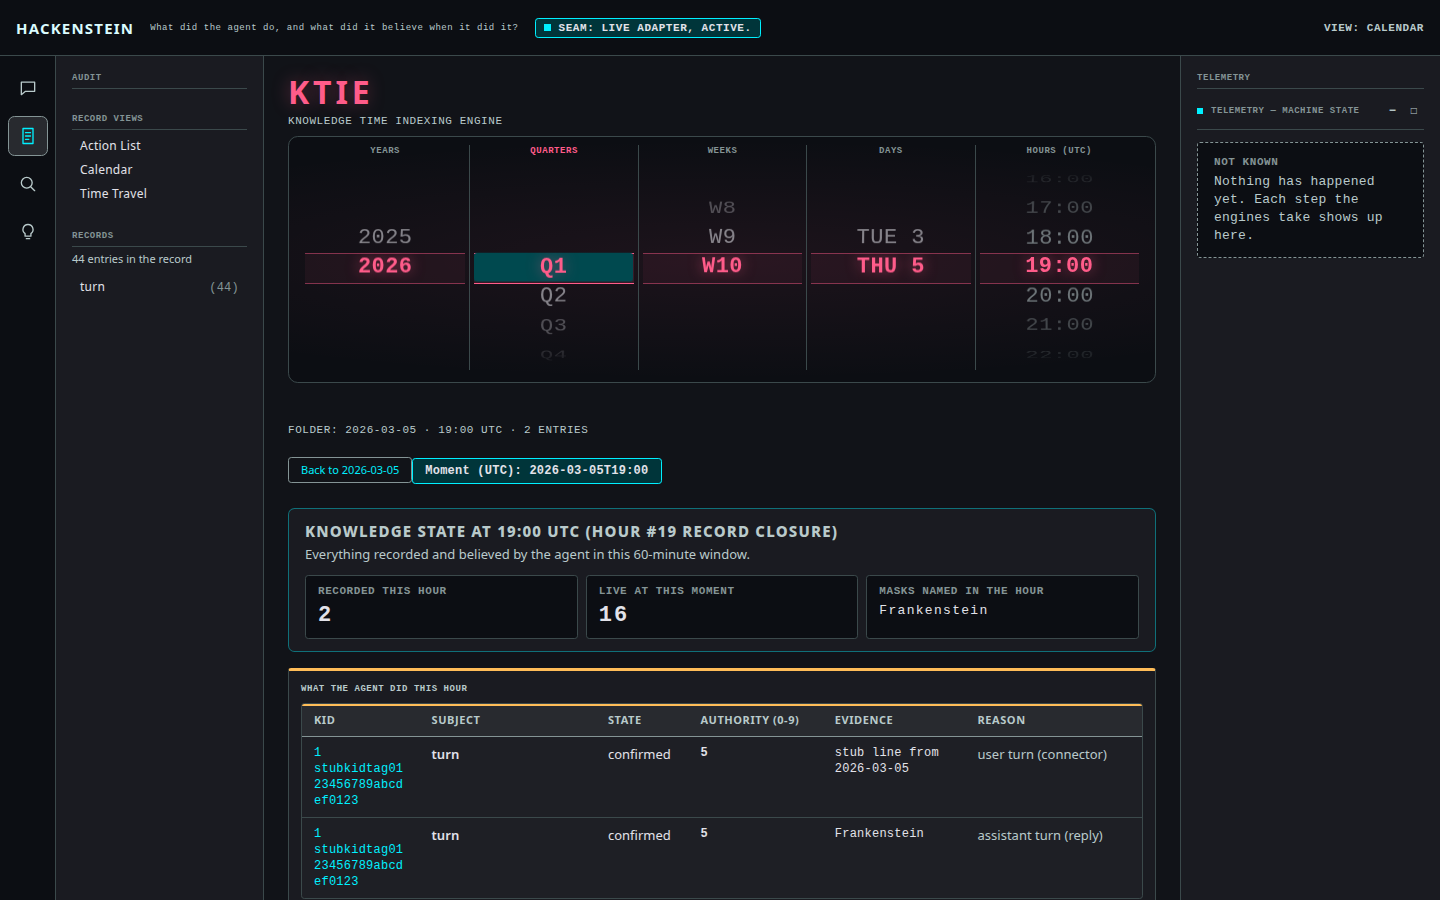 HACKENSTEIN
What did the agent do, and what did it believe when it did it?
SEAM: LIVE ADAPTER, ACTIVE.
VIEW: CALENDAR
AUDIT
RECORD VIEWS
Action List
Calendar
Time Travel
RECORDS
44 entries in the record
turn (44)
KTIE
KNOWLEDGE TIME INDEXING ENGINE
YEARS
2025
2026
QUARTERS
Q1
Q2
Q3
Q4
WEEKS
W8
W9
W10
DAYS
TUE 3
THU 5
HOURS (UTC)
16:00
17:00
18:00
19:00
20:00
21:00
22:00
FOLDER: 2026-03-05 · 19:00 UTC · 2 ENTRIES
Back to 2026-03-05
Moment (UTC): 2026-03-05T19:00
KNOWLEDGE STATE AT 19:00 UTC (HOUR #19 RECORD CLOSURE)
Everything recorded and believed by the agent in this 60-minute window.
RECORDED THIS HOUR
2
LIVE AT THIS MOMENT
16
MASKS NAMED IN THE HOUR
Frankenstein
WHAT THE AGENT DID THIS HOUR
KID SUBJECT STATE AUTHORITY (0-9) EVIDENCE REASON
1 turn confirmed 5 stub line from user turn (connector)
stubkidtag01 2026-03-05
23456789abcd
ef0123
1 turn confirmed 5 Frankenstein assistant turn (reply)
stubkidtag01
23456789abcd
ef0123
TELEMETRY
TELEMETRY — MACHINE STATE
NOT KNOWN
Nothing has happened
yet. Each step the
engines take shows up
here.